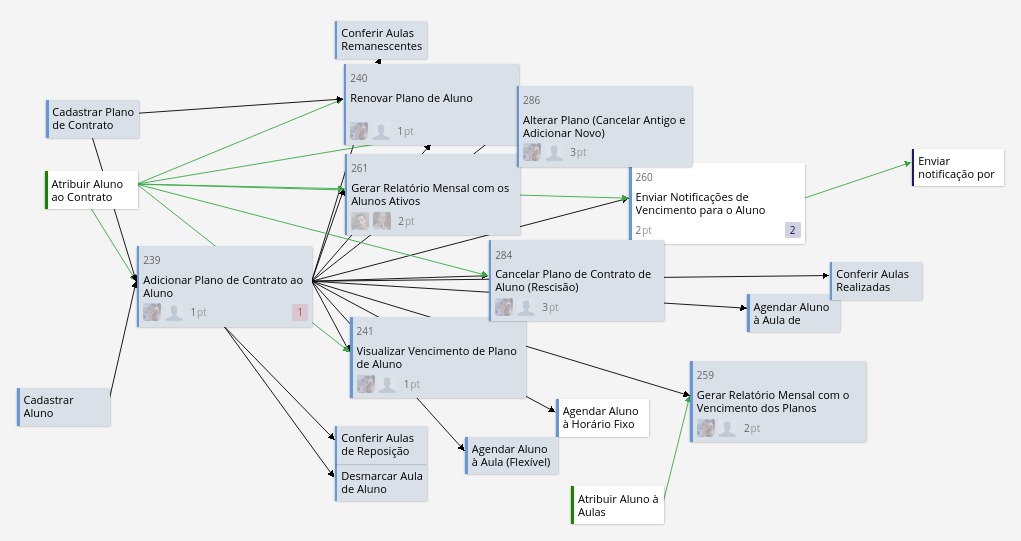 Conferir Aulas
Remanescentes
240
Renovar Plano de Aluno
1pt
286
Alterar Plano (Cancelar Antigo e
Adicionar Novo)
3pt
Cadastrar Plano
de Contrato
Atribuir Aluno
ao Contrato
261
Gerar Relatório Mensal com os
Alunos Ativos
2pt
260
Enviar Notificações de
Vencimento para o Aluno
2pt
2
Enviar
notificação por
239
Adicionar Plano de Contrato ao
Aluno
1pt
1
284
Cancelar Plano de Contrato de
Aluno (Rescisão)
3pt
Conferir Aulas
Realizadas
Agendar Aluno
à Aula de
241
Visualizar Vencimento de Plano
de Aluno
1pt
259
Gerar Relatório Mensal com o
Vencimento dos Planos
2pt
Cadastrar
Aluno
Agendar Aluno
à Horário Fixo
Conferir Aulas
de Reposição
Agendar Aluno
à Aula (Flexível)
Desmarcar Aula
de Aluno
Atribuir Aluno à
Aulas